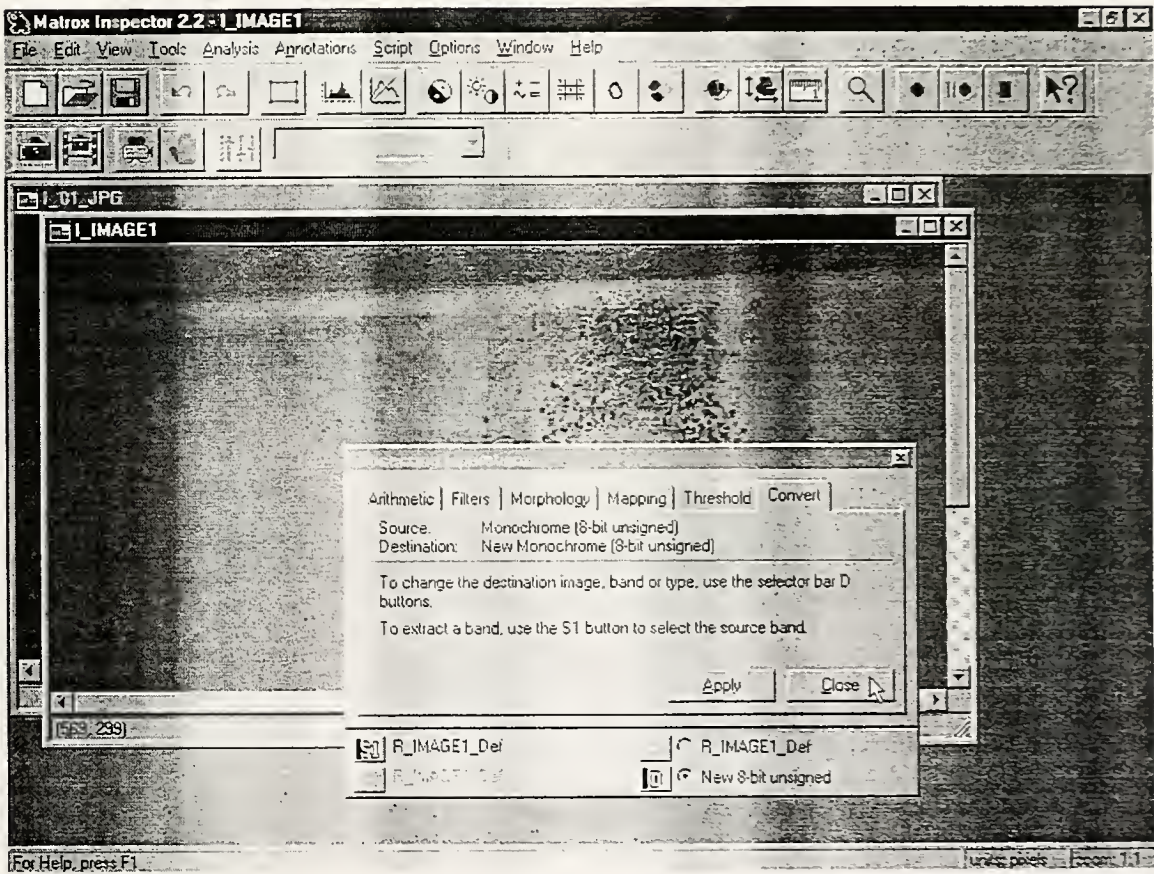 Matrox Inspector 2.2 - I_IMAGE1
File Edit View Tools Analysis Annotations Script Options Window Help
I_01_JPG
I_IMAGE1
Arithmetic Filters Morphology Mapping Threshold Convert
Source: Monochrome (8-bit unsigned)
Destination: New Monochrome (8-bit unsigned)
To change the destination image, band or type, use the selector bar D
buttons.
To extract a band, use the S1 button to select the source band.
Apply Close
(569, 299)
R_IMAGE1_Def R_IMAGE1_Def
R_IMAGE1_Def New 8-bit unsigned
For Help, press F1 units: pixels zoom: 1:1